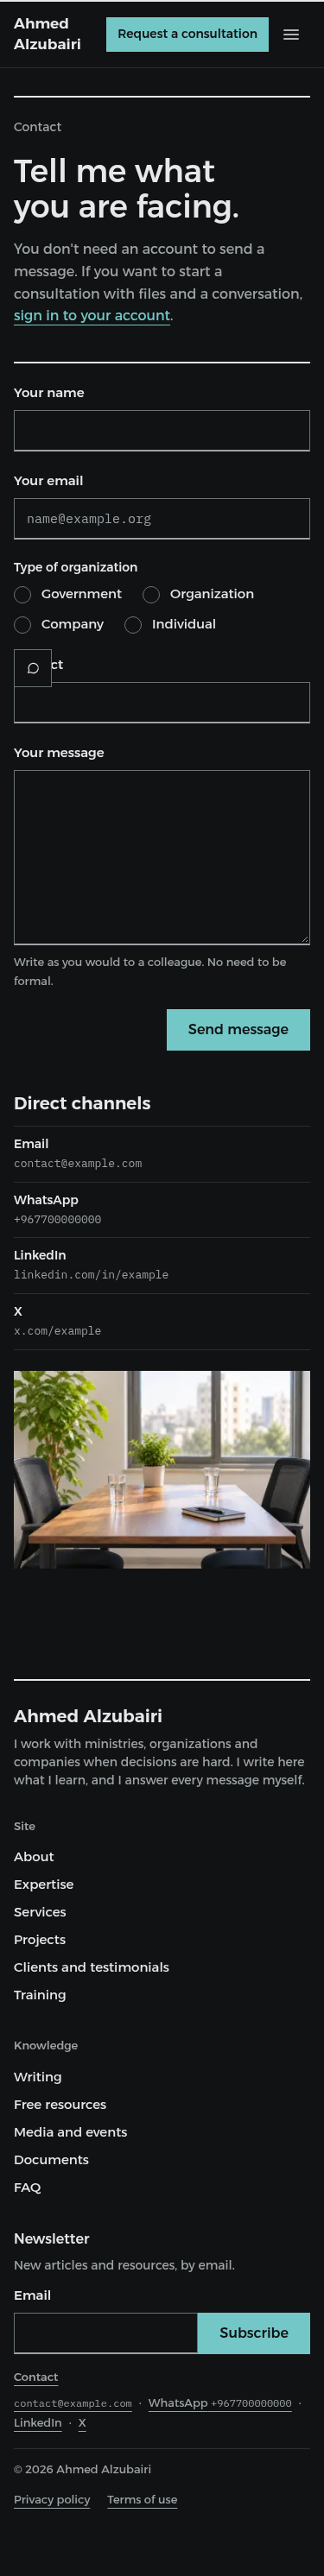 Ahmed
Alzubairi
Request a consultation
Contact
Tell me what
you are facing.
You don't need an account to send a
message. If you want to start a
consultation with files and a conversation,
sign in to your account.
Your name
Your email
name@example.org
Type of organization
Government Organization
Company Individual
ct
Your message
Write as you would to a colleague. No need to be
formal.
Send message
Direct channels
Email
contact@example.com
WhatsApp
+967700000000
LinkedIn
linkedin.com/in/example
X
x.com/example
Ahmed Alzubairi
I work with ministries, organizations and
companies when decisions are hard. I write here
what I learn, and I answer every message myself.
Site
About
Expertise
Services
Projects
Clients and testimonials
Training
Knowledge
Writing
Free resources
Media and events
Documents
FAQ
Newsletter
New articles and resources, by email.
Email
Subscribe
Contact
contact@example.com · WhatsApp +967700000000 ·
LinkedIn · X
© 2026 Ahmed Alzubairi
Privacy policy Terms of use